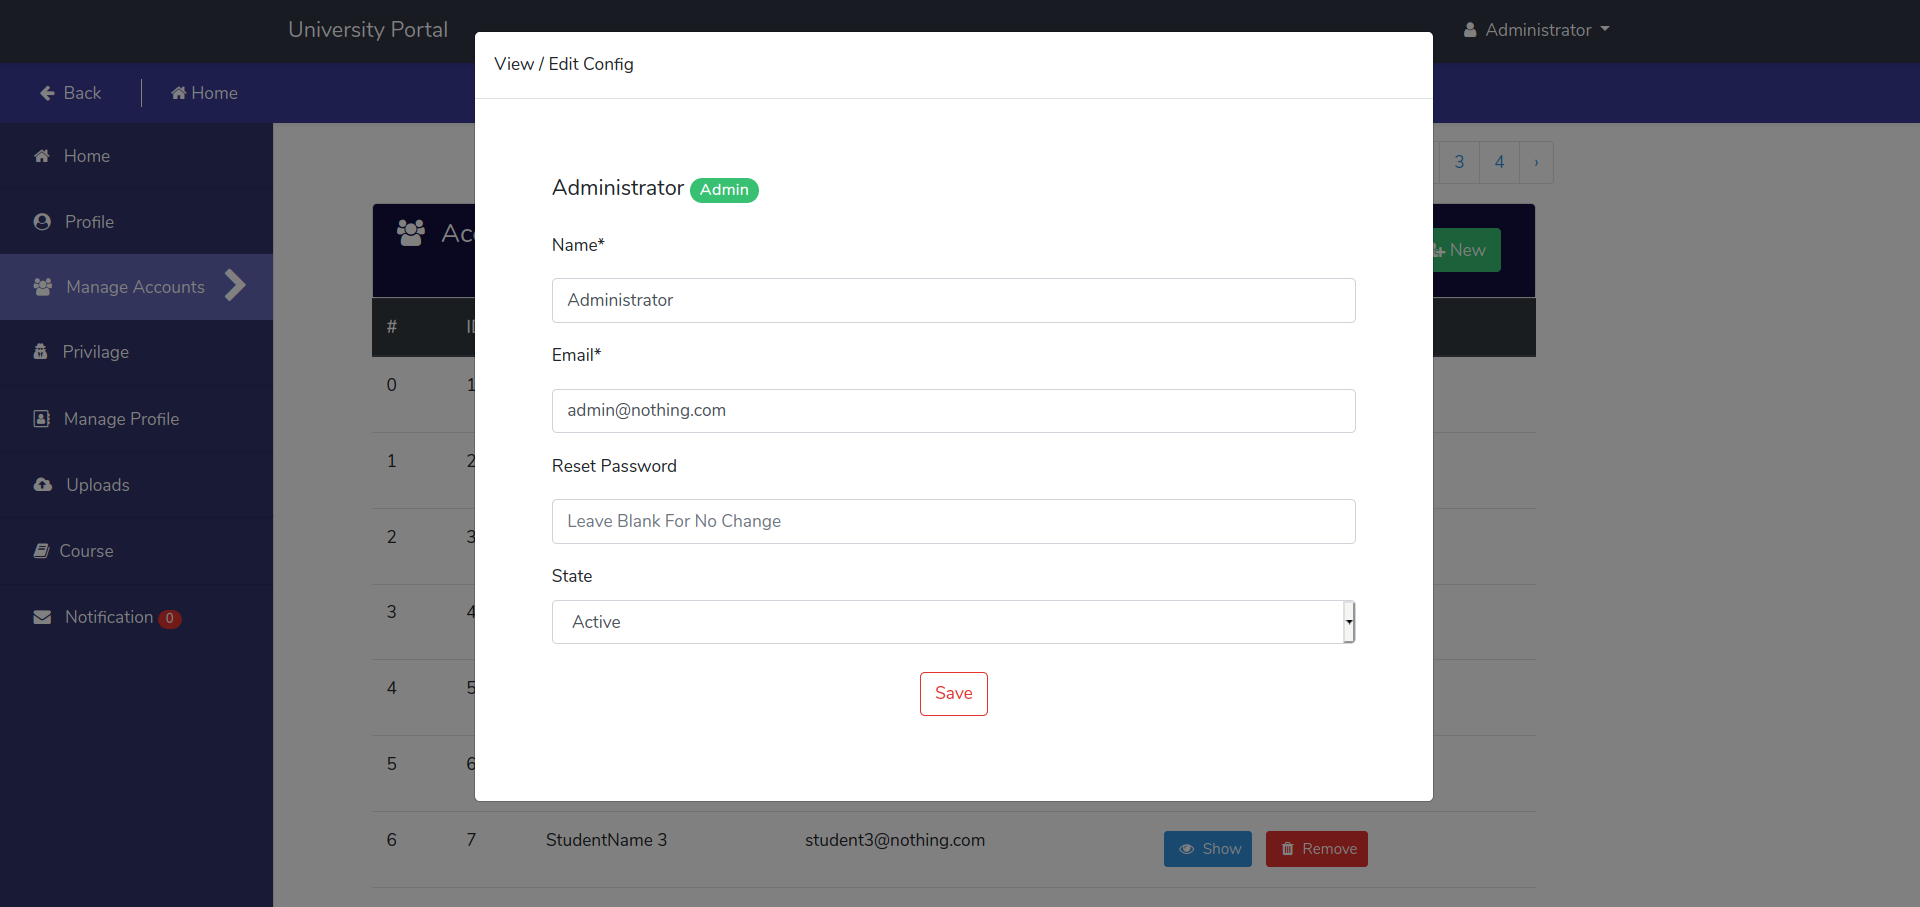 University Portal
Administrator
View / Edit Config
Back
Home
Home
Profile
Manage Accounts
Privilage
Manage Profile
Uploads
Course
Notification 0
3 4 ›
New
Administrator Admin
Name*
Administrator
Email*
admin@nothing.com
Reset Password
Leave Blank For No Change
State
Active
Save
#
0 1
1 2
2 3
3 4
4 5
5 6
6 7 StudentName 3 student3@nothing.com Show Remove